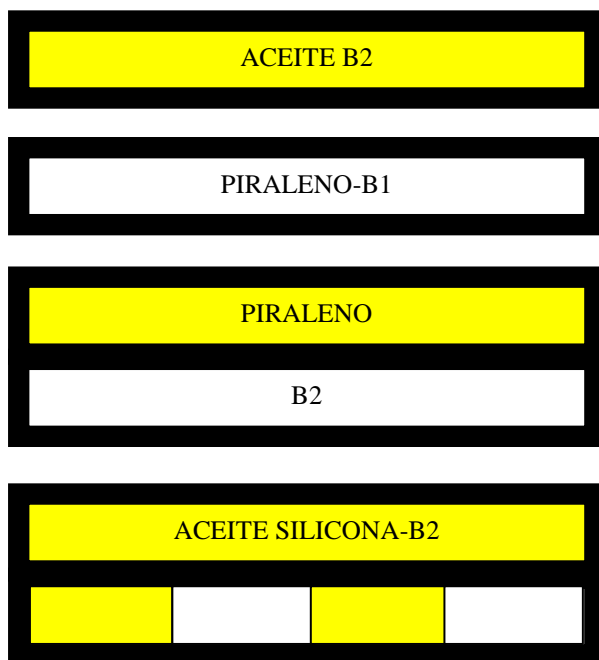 ACEITE B2
PIRALENO-B1
PIRALENO
B2
ACEITE SILICONA-B2